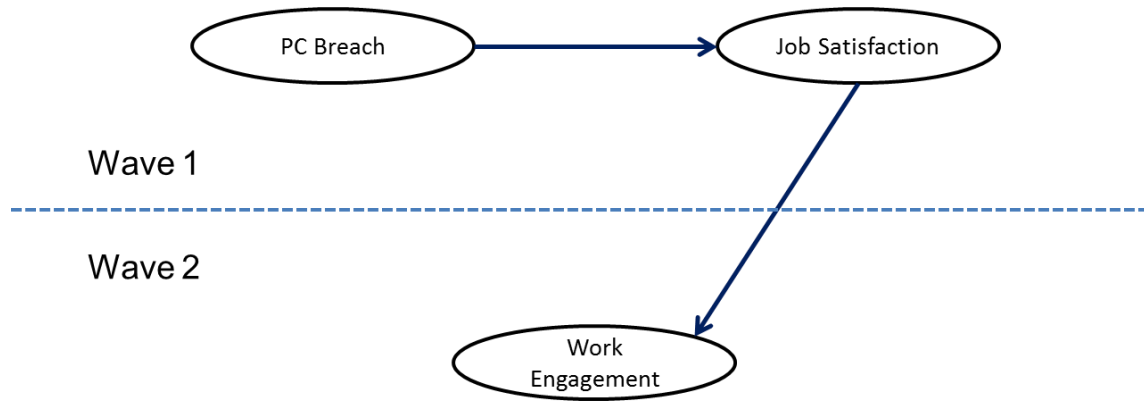 PC Breach
Job Satisfaction
Wave 1
Wave 2
Work
Engagement